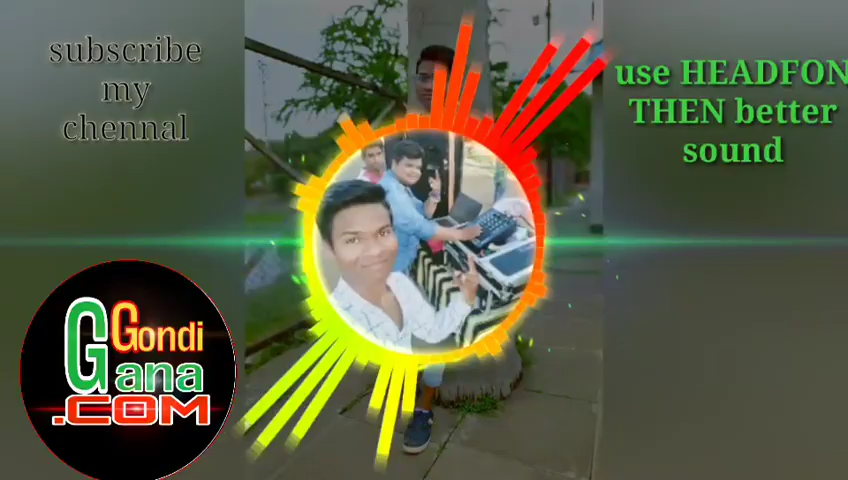 subscribe
my
chennal
use HEADFON
THEN better
sound
Gondi
Gana
.COM